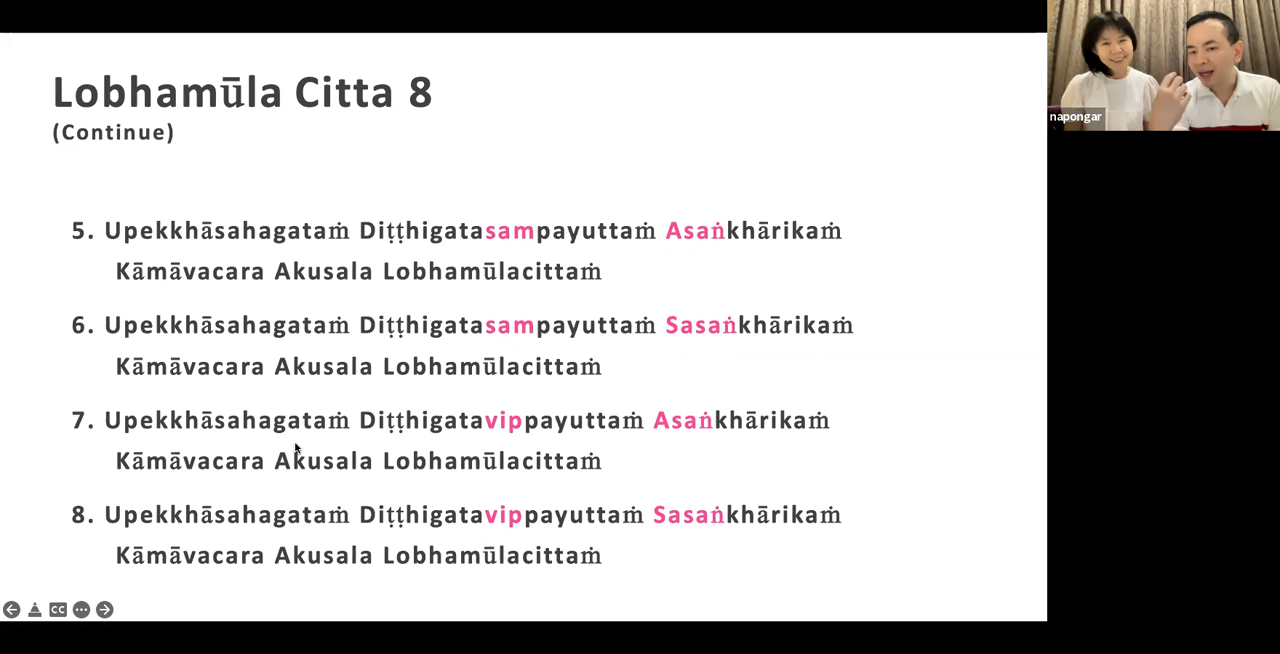 Lobhamūla Citta 8
(Continue)
5. Upekkhāsahagataṁ Diṭṭhigatasampayuttaṁ Asaṅkhārikaṁ
Kāmāvacara Akusala Lobhamūlacittaṁ
6. Upekkhāsahagataṁ Diṭṭhigatasampayuttaṁ Sasaṅkhārikaṁ
Kāmāvacara Akusala Lobhamūlacittaṁ
7. Upekkhāsahagataṁ Diṭṭhigatavippayuttaṁ Asaṅkhārikaṁ
Kāmāvacara Akusala Lobhamūlacittaṁ
8. Upekkhāsahagataṁ Diṭṭhigatavippayuttaṁ Sasaṅkhārikaṁ
Kāmāvacara Akusala Lobhamūlacittaṁ
CC
napongar